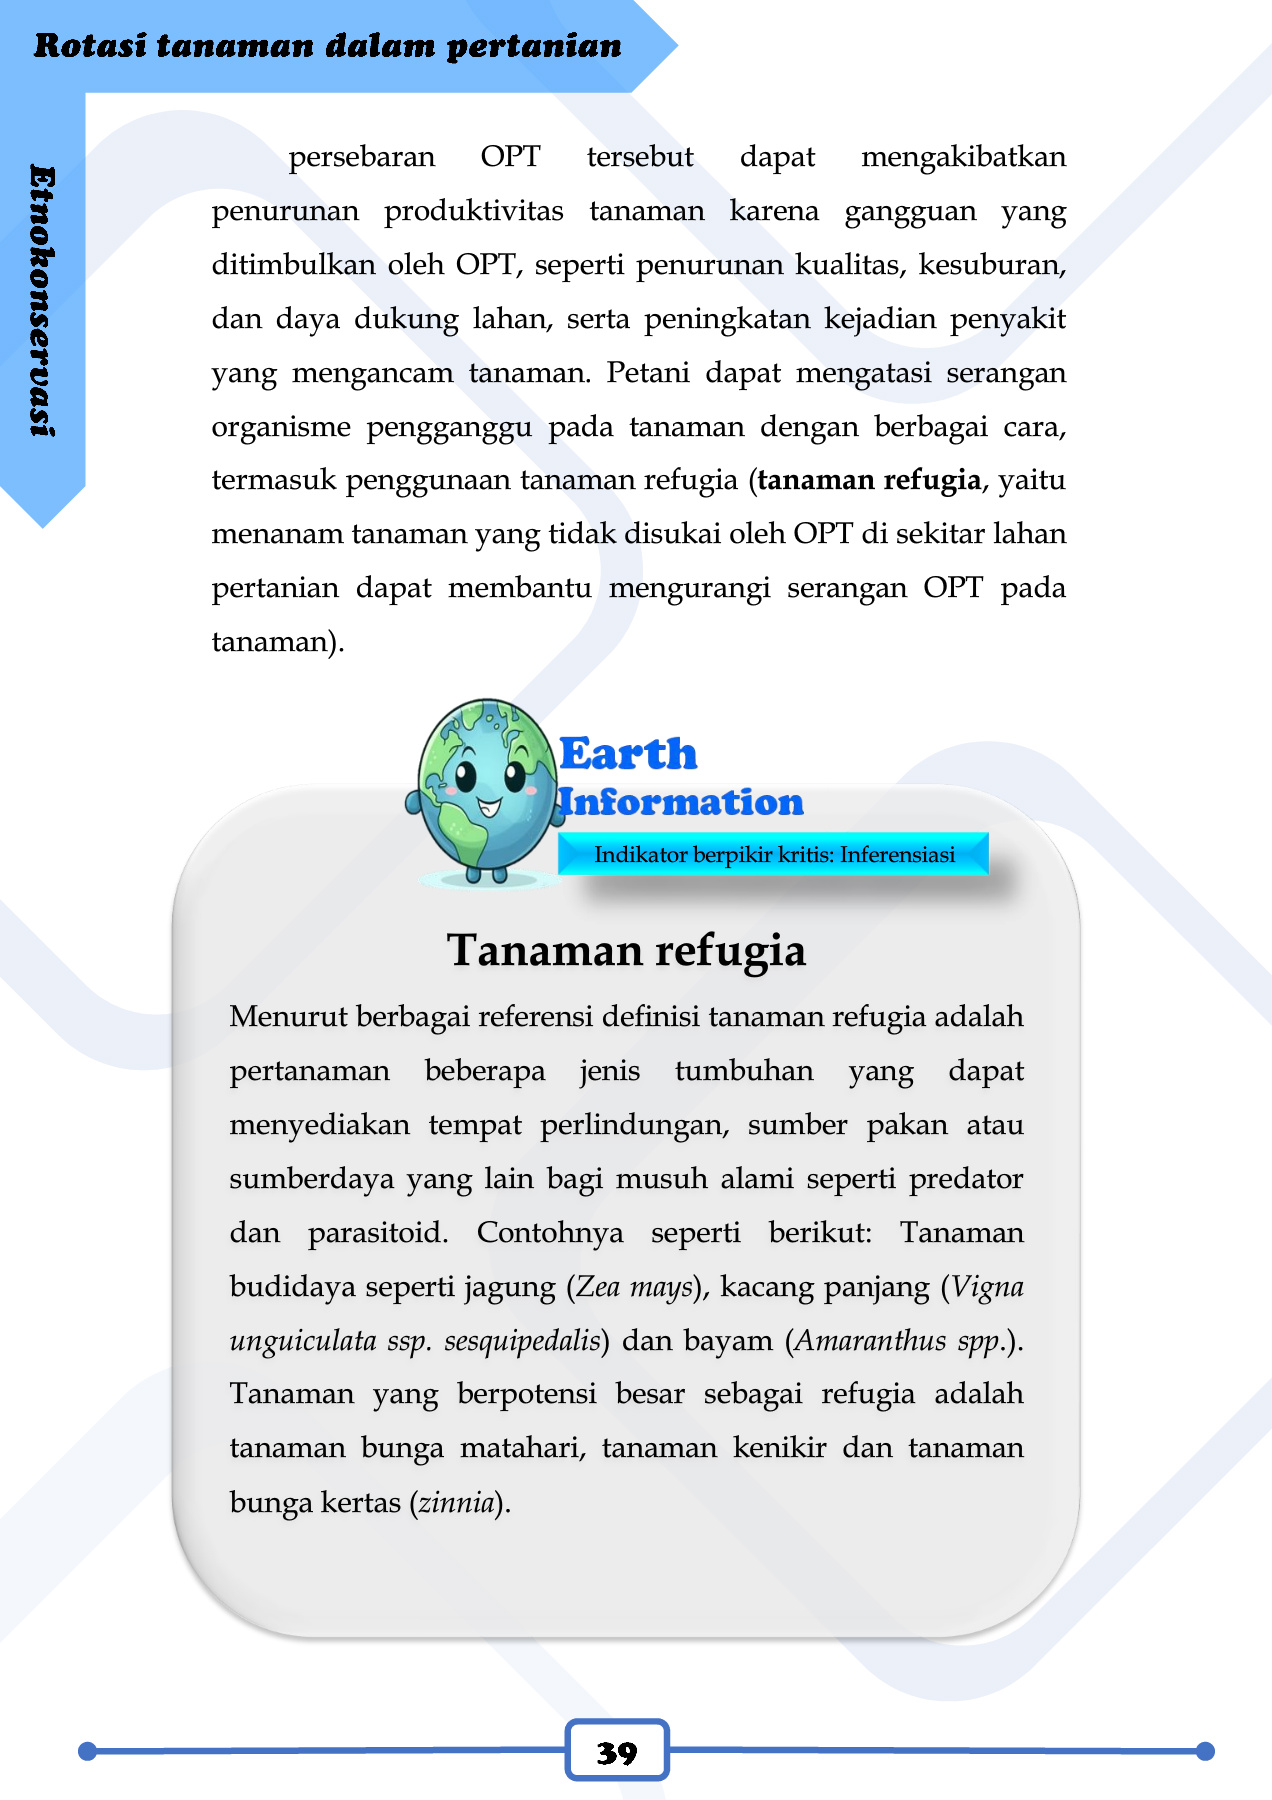 Rotasi tanaman dalam pertanian
Etnokonservasi
persebaran OPT tersebut dapat mengakibatkan
penurunan produktivitas tanaman karena gangguan yang
ditimbulkan oleh OPT, seperti penurunan kualitas, kesuburan,
dan daya dukung lahan, serta peningkatan kejadian penyakit
yang mengancam tanaman. Petani dapat mengatasi serangan
organisme pengganggu pada tanaman dengan berbagai cara,
termasuk penggunaan tanaman refugia (tanaman refugia, yaitu
menanam tanaman yang tidak disukai oleh OPT di sekitar lahan
pertanian dapat membantu mengurangi serangan OPT pada
tanaman).
Earth
Information
Indikator berpikir kritis: Inferensiasi
Tanaman refugia
Menurut berbagai referensi definisi tanaman refugia adalah
pertanaman beberapa jenis tumbuhan yang dapat
menyediakan tempat perlindungan, sumber pakan atau
sumberdaya yang lain bagi musuh alami seperti predator
dan parasitoid. Contohnya seperti berikut: Tanaman
budidaya seperti jagung (Zea mays), kacang panjang (Vigna
unguiculata ssp. sesquipedalis) dan bayam (Amaranthus spp.).
Tanaman yang berpotensi besar sebagai refugia adalah
tanaman bunga matahari, tanaman kenikir dan tanaman
bunga kertas (zinnia).
39